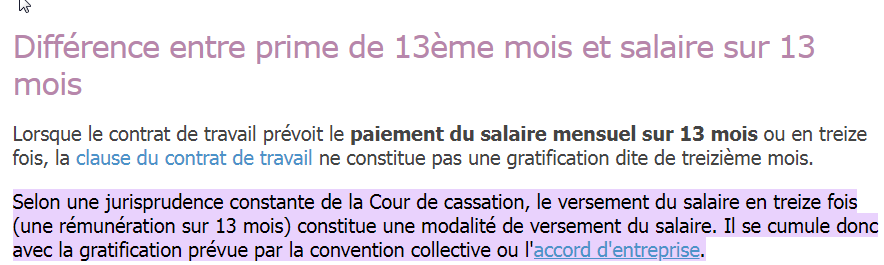 Différence entre prime de 13ème mois et salaire sur 13
mois
Lorsque le contrat de travail prévoit le paiement du salaire mensuel sur 13 mois ou en treize
fois, la clause du contrat de travail ne constitue pas une gratification dite de treizième mois.
Selon une jurisprudence constante de la Cour de cassation, le versement du salaire en treize fois
(une rémunération sur 13 mois) constitue une modalité de versement du salaire. Il se cumule donc
avec la gratification prévue par la convention collective ou l'accord d'entreprise.